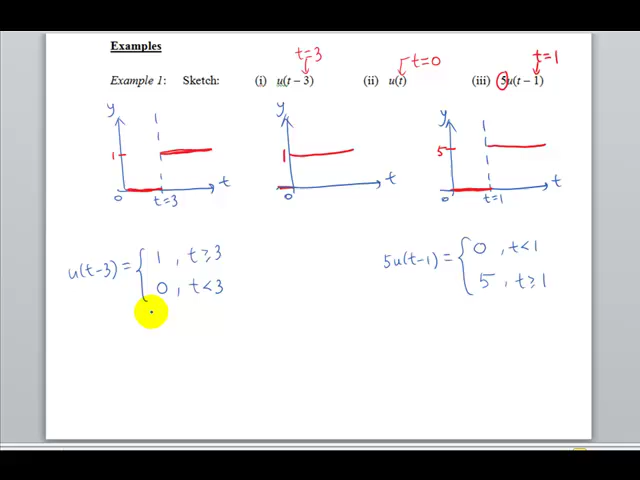 Examples
t=3
t=0
t=1
Example 1: Sketch: (i) u(t − 3) (ii) u(t) (iii) 5u(t − 1)
y y y
1 1 5
0 t=3 t 0 t 0 t=1 t
u(t-3) = { 1 , t ≥ 3
0 , t < 3
5u(t-1) = { 0 , t < 1
5 , t ≥ 1